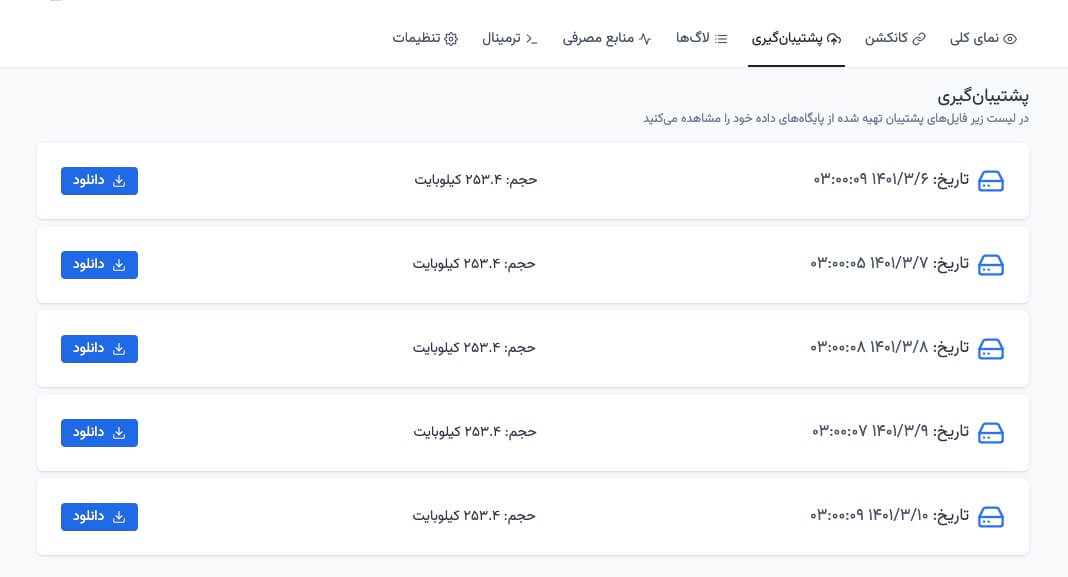 نمای کلی کانکشن پشتیبان‌گیری لاگ‌ها منابع مصرفی ترمینال تنظیمات
پشتیبان‌گیری
در لیست زیر فایل‌های پشتیبان تهیه شده از پایگاه‌های داده خود را مشاهده می‌کنید
تاریخ: ۱۴۰۱/۳/۶ ۰۳:۰۰:۰۹ حجم: ۲۵۳.۴ کیلوبایت دانلود
تاریخ: ۱۴۰۱/۳/۷ ۰۳:۰۰:۰۵ حجم: ۲۵۳.۴ کیلوبایت دانلود
تاریخ: ۱۴۰۱/۳/۸ ۰۳:۰۰:۰۸ حجم: ۲۵۳.۴ کیلوبایت دانلود
تاریخ: ۱۴۰۱/۳/۹ ۰۳:۰۰:۰۷ حجم: ۲۵۳.۴ کیلوبایت دانلود
تاریخ: ۱۴۰۱/۳/۱۰ ۰۳:۰۰:۰۹ حجم: ۲۵۳.۴ کیلوبایت دانلود